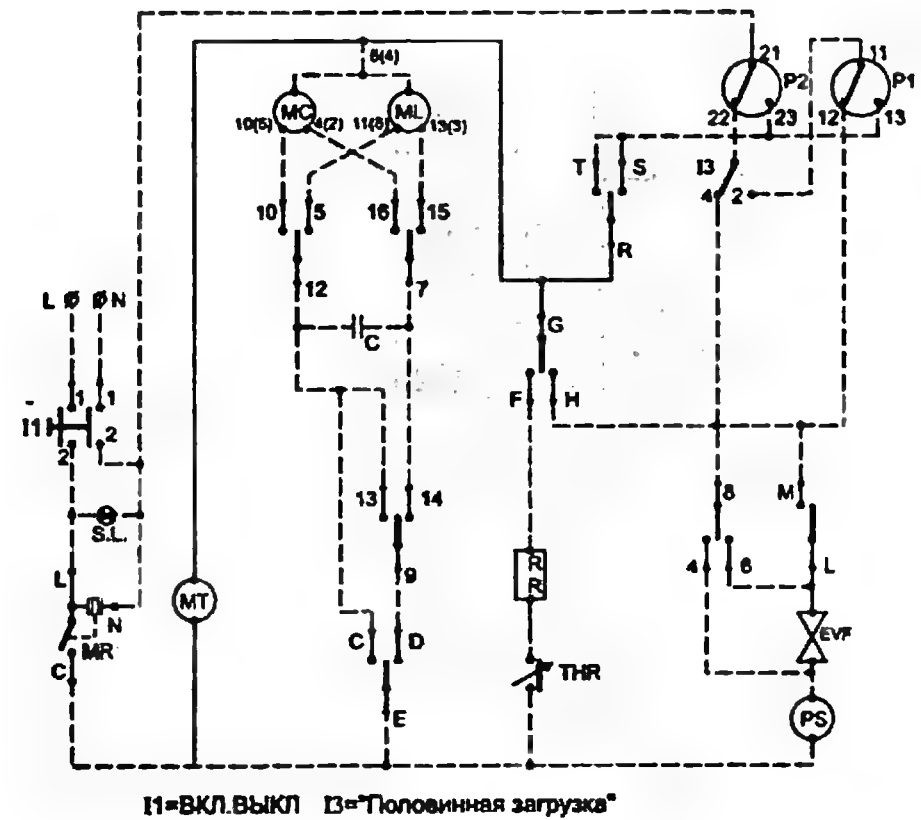 21
11
5(4)
P2
P1
MC
ML
10(5)
4(2)
11(8)
13(3)
22
23
12
13
T
S
I3
4
2
10
5
16
15
R
12
7
L
N
G
C
1
1
F
H
I1
2
2
13
14
8
M
S.L.
9
R
R
4
6
L
L
MT
N
C
D
EVF
MR
C
THR
E
PS
I1=ВКЛ.ВЫКЛ I3="Половинная загрузка"